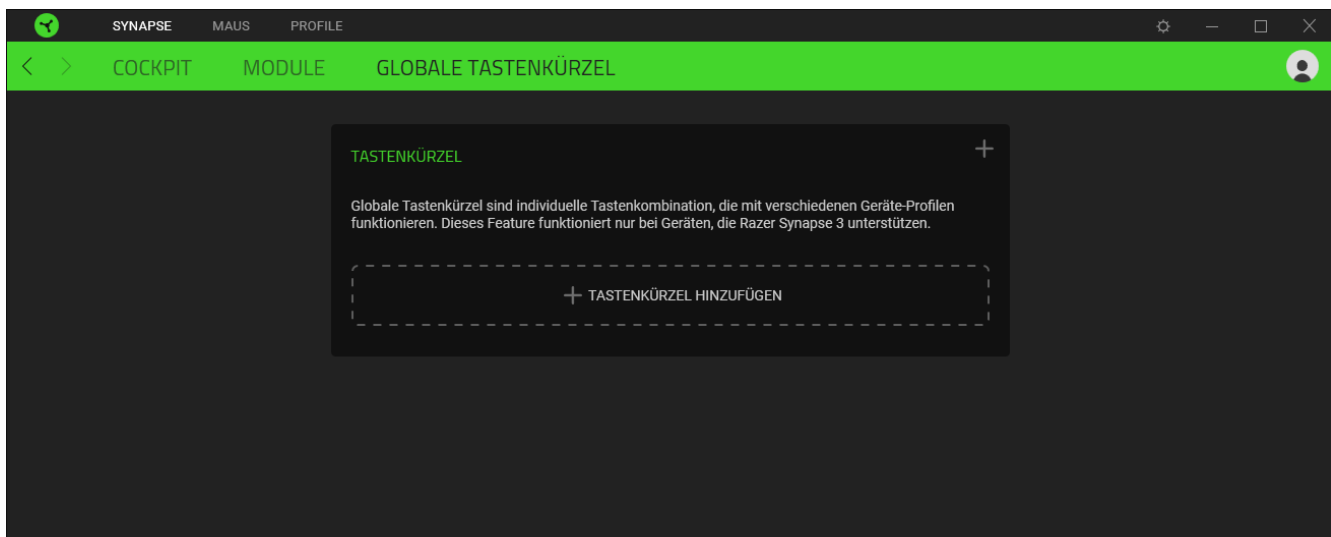 SYNAPSE MAUS PROFILE
COCKPIT MODULE GLOBALE TASTENKÜRZEL
TASTENKÜRZEL
Globale Tastenkürzel sind individuelle Tastenkombination, die mit verschiedenen Geräte-Profilen
funktionieren. Dieses Feature funktioniert nur bei Geräten, die Razer Synapse 3 unterstützen.
TASTENKÜRZEL HINZUFÜGEN